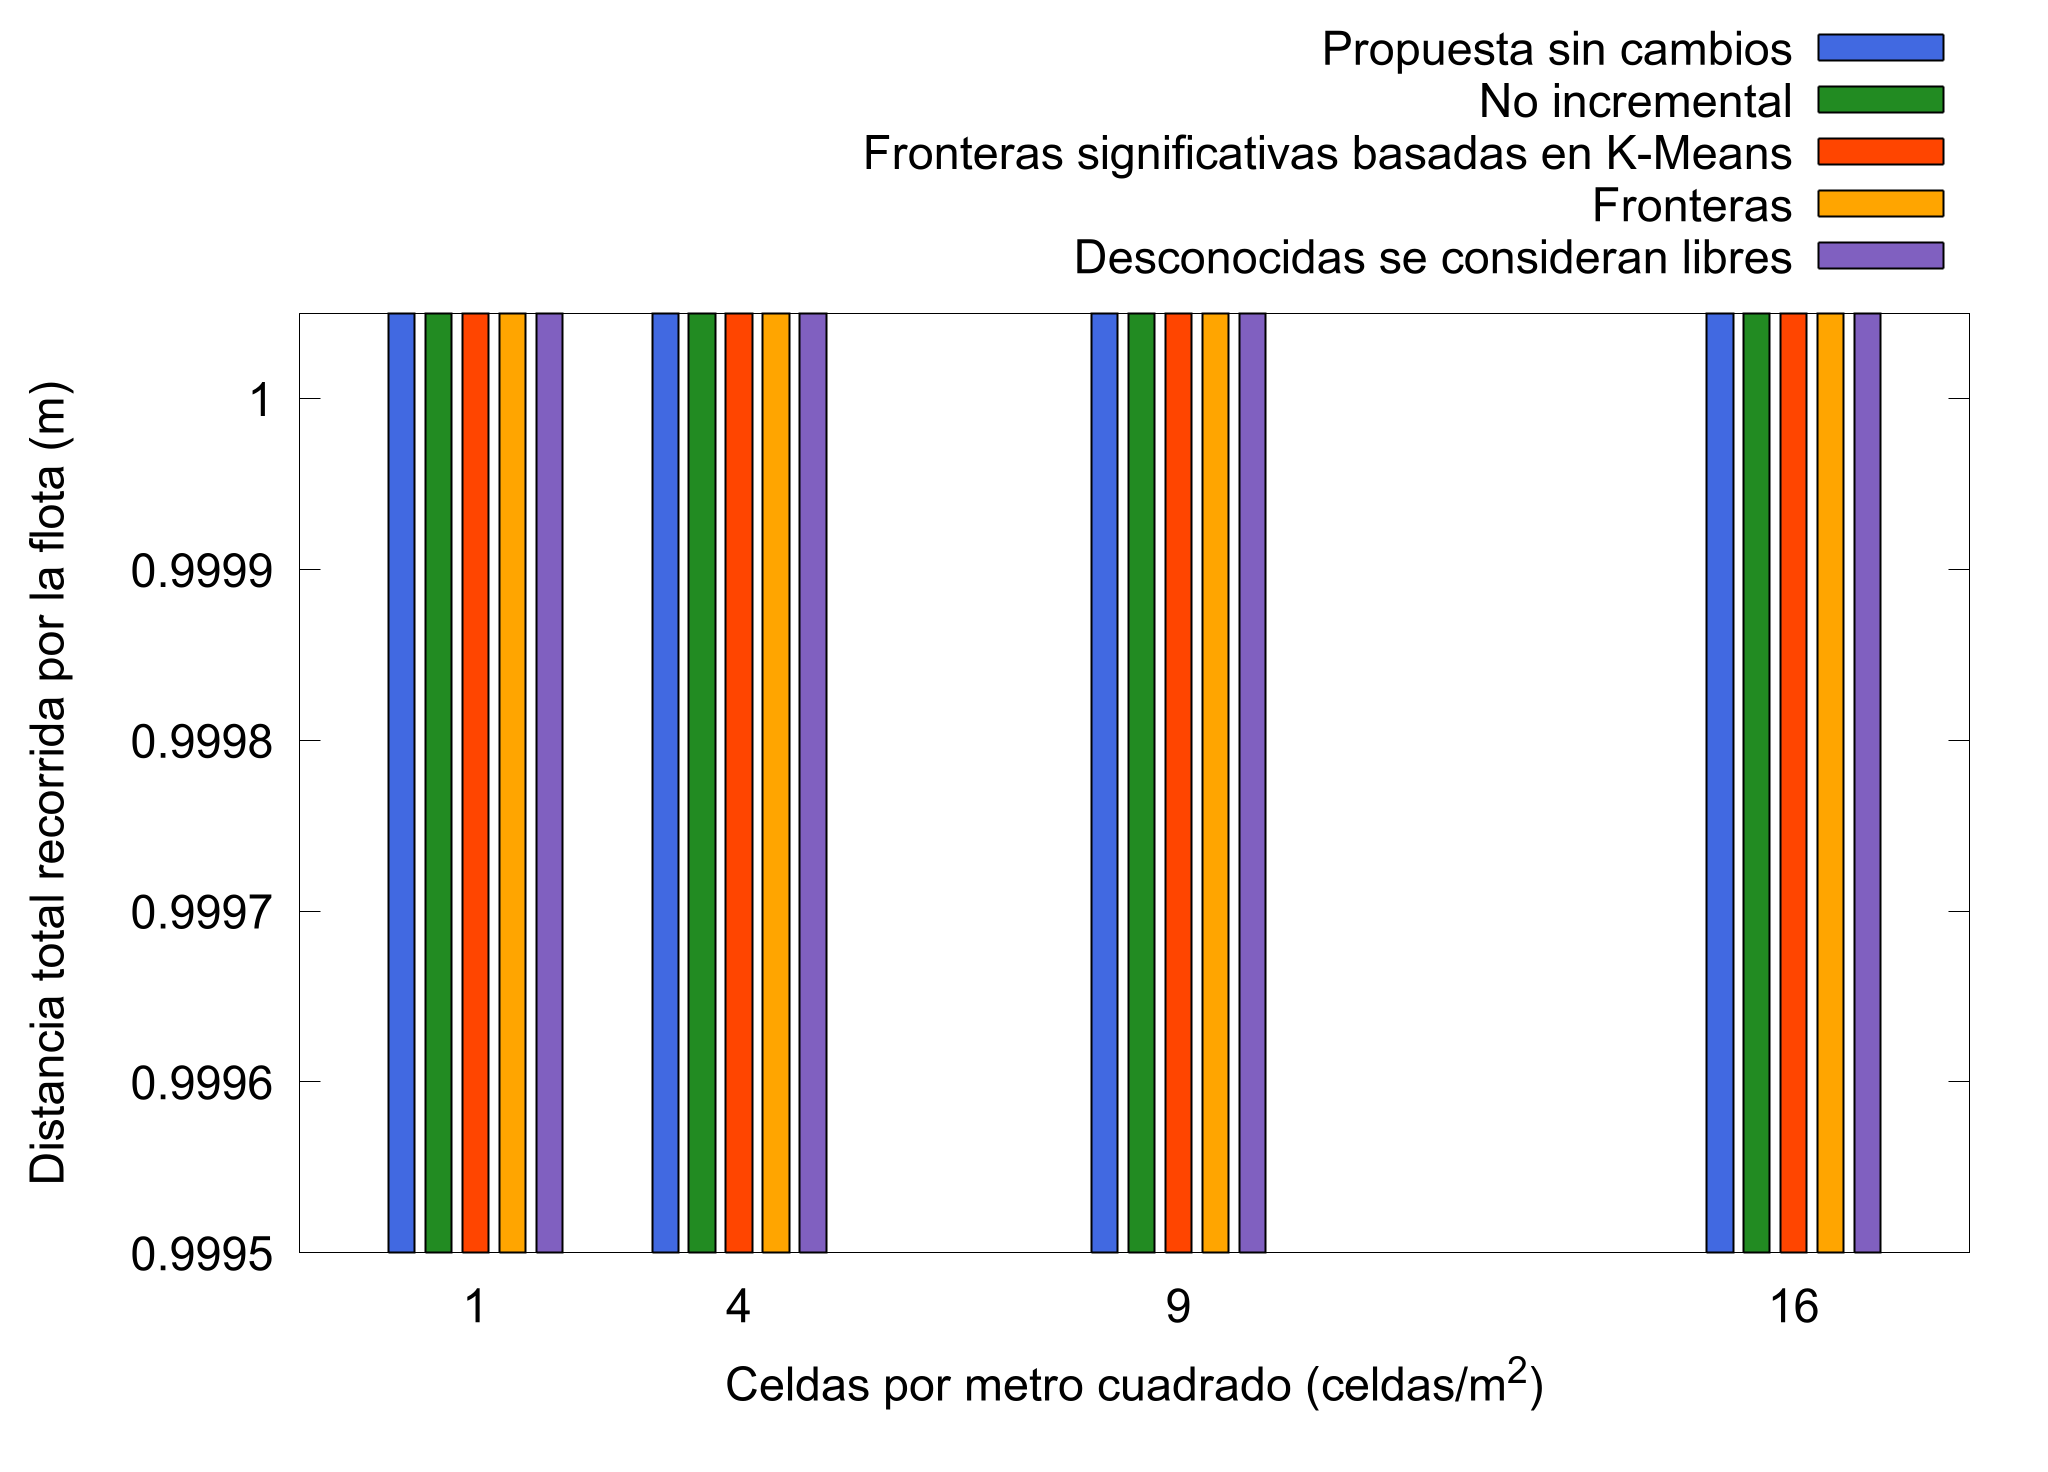 Propuesta sin cambios
No incremental
Fronteras significativas basadas en K-Means
Fronteras
Desconocidas se consideran libres
Distancia total recorrida por la flota (m)
1
0.9999
0.9998
0.9997
0.9996
0.9995
1 4 9 16
Celdas por metro cuadrado (celdas/m²)